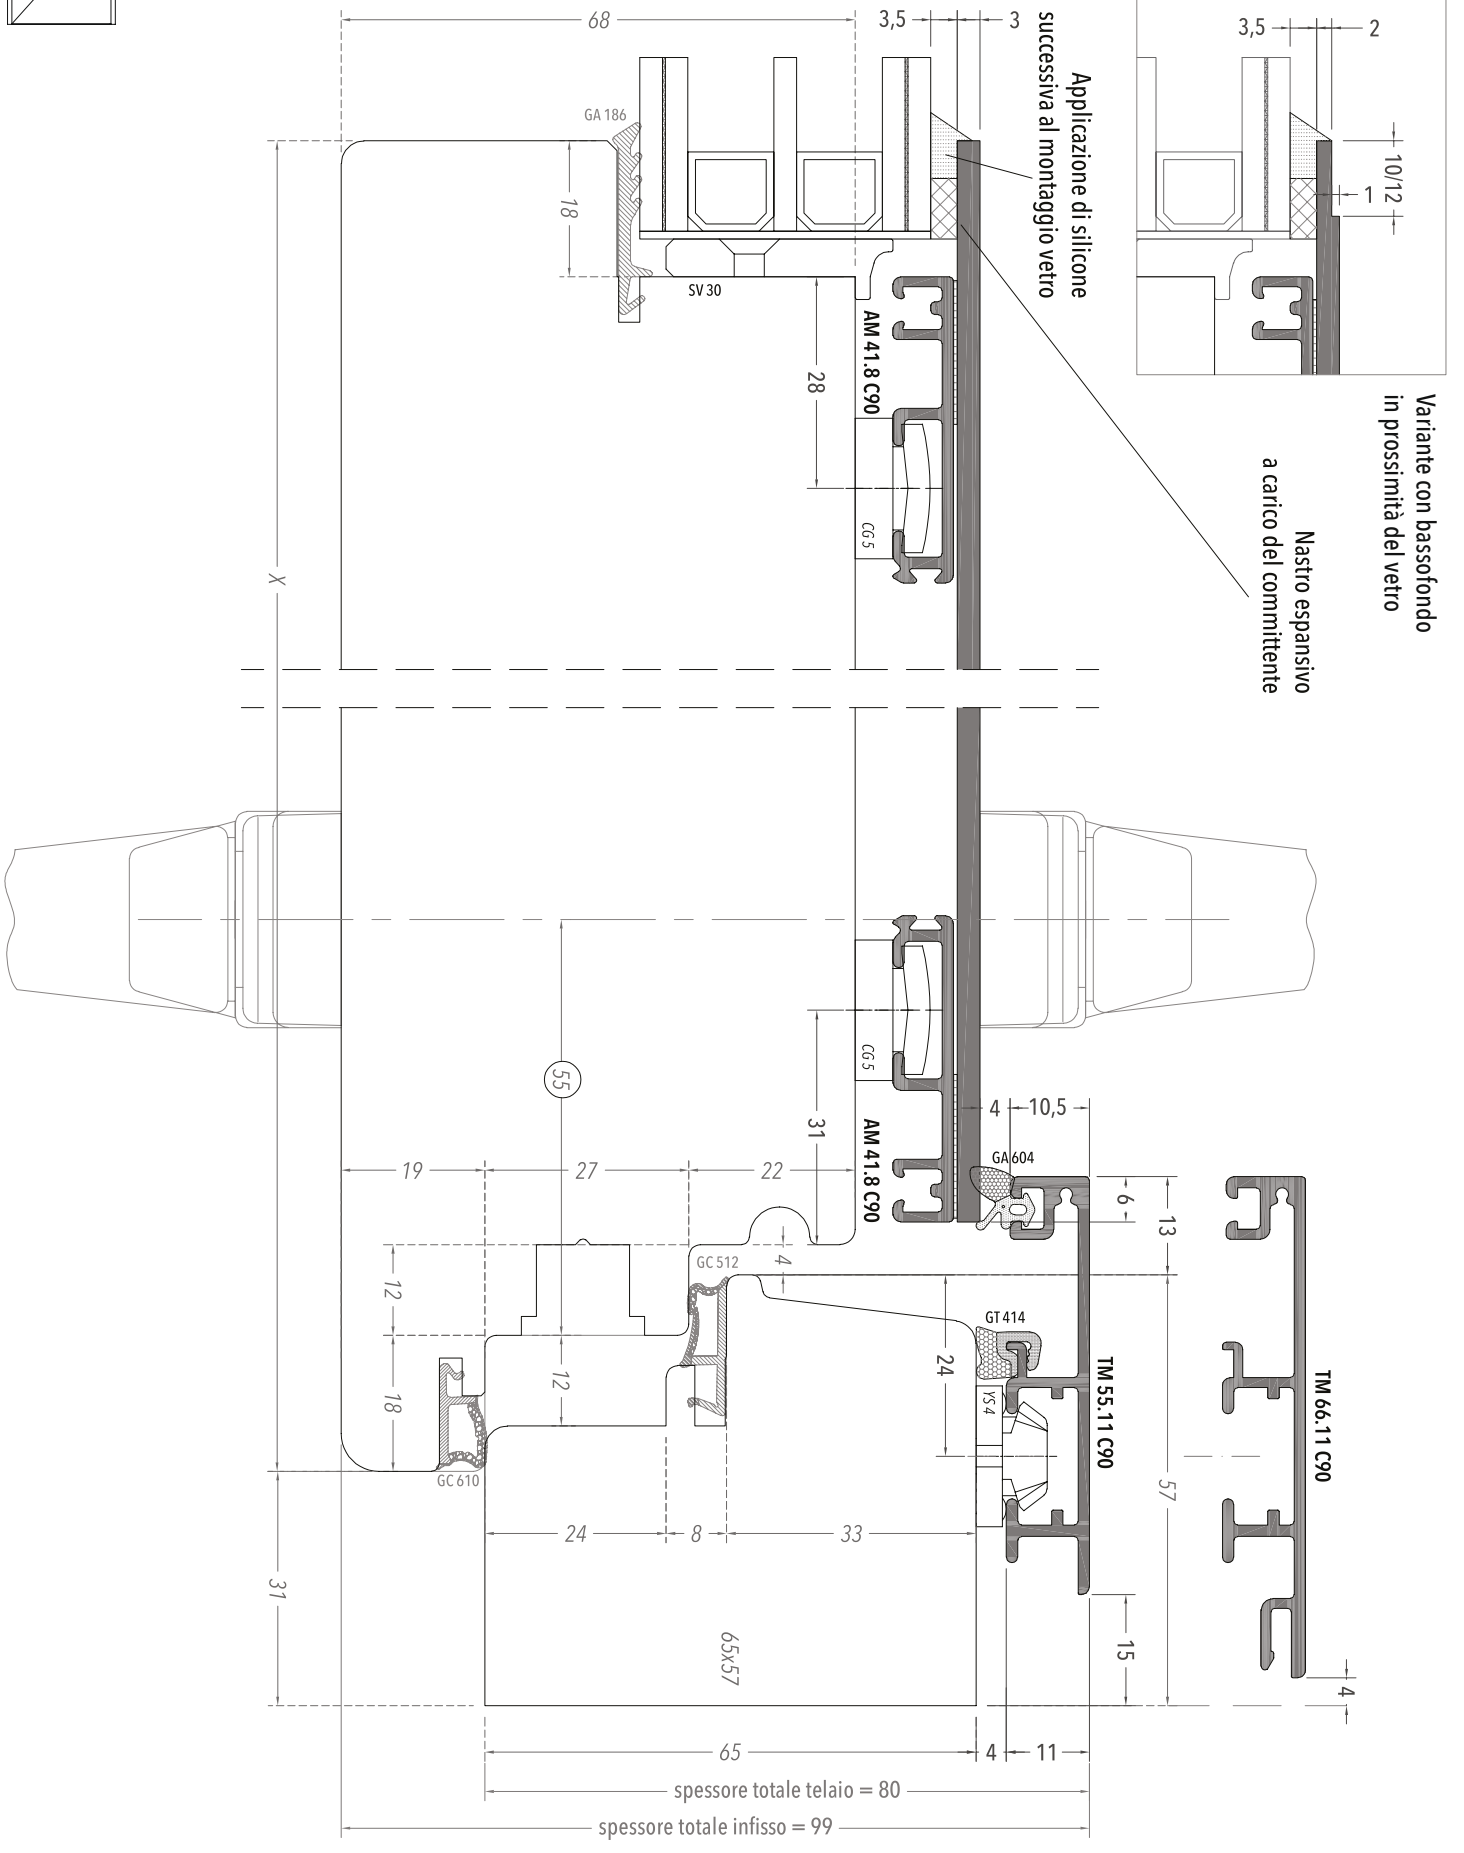 68
3,5
3
3,5
2
10/12
1
Applicazione di silicone
successiva al montaggio vetro
GA 186
18
SV 30
AM 41.8 C90
28
CG 5
Variante con bassofondo
in prossimità del vetro
Nastro espansivo
a carico del committente
X
55
CG 5
31
AM 41.8 C90
4
10,5
GA 604
6
13
19
27
22
GC 512
4
12
GT 414
24
YS 4
TM 55.11 C90
TM 66.11 C90
18
12
GC 610
57
24
8
33
31
65x57
15
4
65
4
11
spessore totale telaio = 80
spessore totale infisso = 99